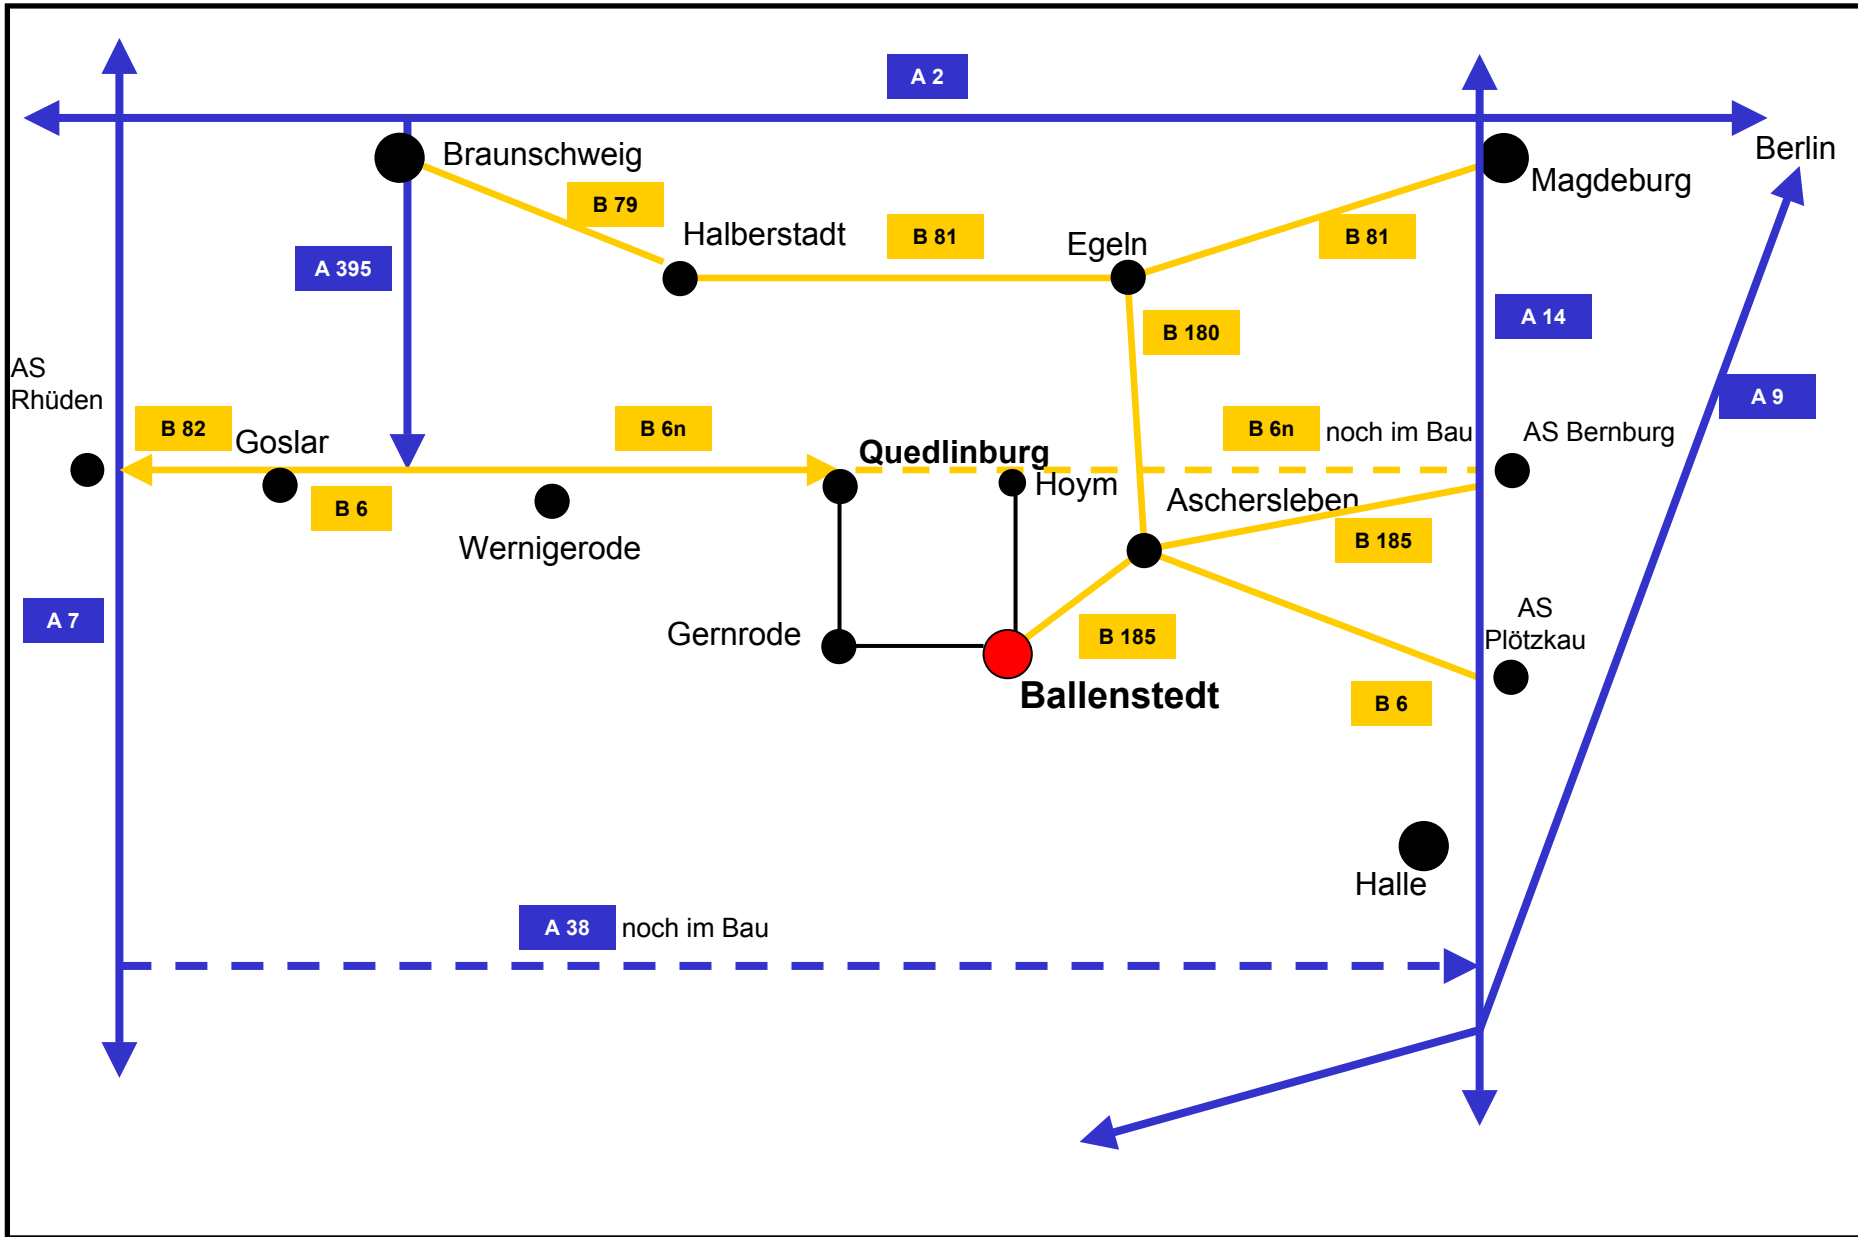 A 2
Braunschweig
Berlin
Magdeburg
B 79
Halberstadt
B 81
Egeln
B 81
A 395
A 14
B 180
AS
Rhüden
A 9
B 82
Goslar
B 6n
Quedlinburg
B 6n noch im Bau
AS Bernburg
Hoym
Aschersleben
B 6
Wernigerode
B 185
A 7
Gernrode
B 185
AS
Plötzkau
Ballenstedt
B 6
Halle
A 38 noch im Bau